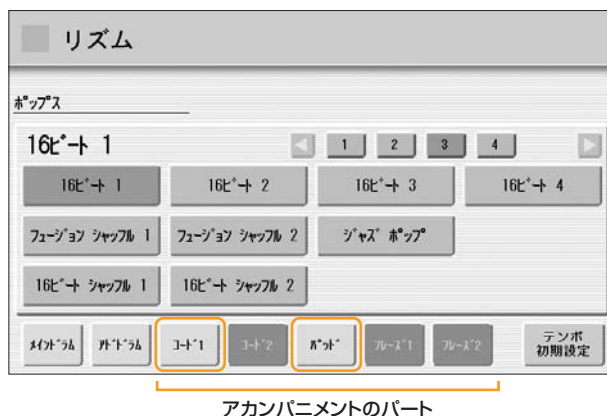 リズム
ポップス
16ビート 1
1 2 3 4
16ビート 1 16ビート 2 16ビート 3 16ビート 4
フュージョン シャッフル 1 フュージョン シャッフル 2 ジャズ ポップ
16ビート シャッフル 1 16ビート シャッフル 2
メインドラム アドドラム コード1 コード2 パッド フレーズ1 フレーズ2 テンポ
初期設定
アカンパニメントのパート